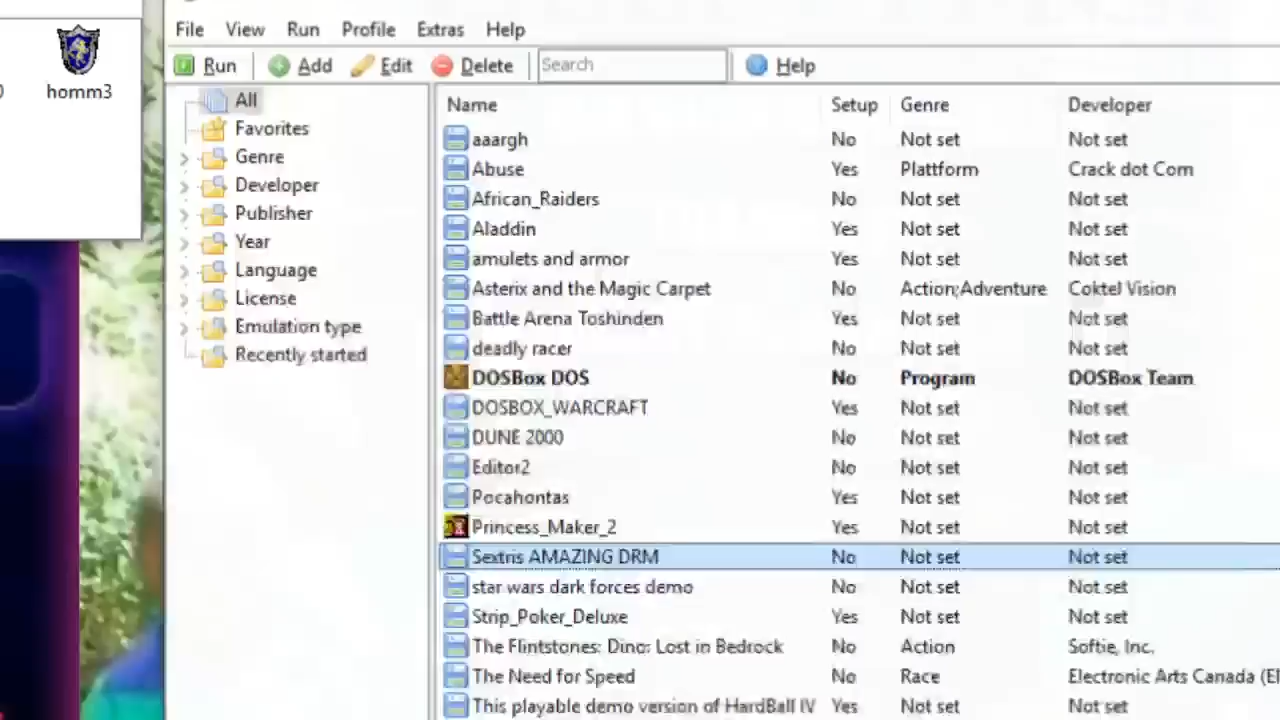 homm3
File View Run Profile Extras Help
Run Add Edit Delete Search Help
All
Favorites
Genre
Developer
Publisher
Year
Language
License
Emulation type
Recently started
Name Setup Genre Developer
aaargh No Not set Not set
Abuse Yes Plattform Crack dot Com
African_Raiders No Not set Not set
Aladdin Yes Not set Not set
amulets and armor Yes Not set Not set
Asterix and the Magic Carpet No Action;Adventure Coktel Vision
Battle Arena Toshinden Yes Not set Not set
deadly racer No Not set Not set
DOSBox DOS No Program DOSBox Team
DOSBOX_WARCRAFT Yes Not set Not set
DUNE 2000 No Not set Not set
Editor2 No Not set Not set
Pocahontas Yes Not set Not set
Princess_Maker_2 Yes Not set Not set
Sextris AMAZING DRM No Not set Not set
star wars dark forces demo No Not set Not set
Strip_Poker_Deluxe Yes Not set Not set
The Flintstones: Dino: Lost in Bedrock No Action Softie, Inc.
The Need for Speed No Race Electronic Arts Canada
This playable demo version of HardBall IV Yes Not set Not set